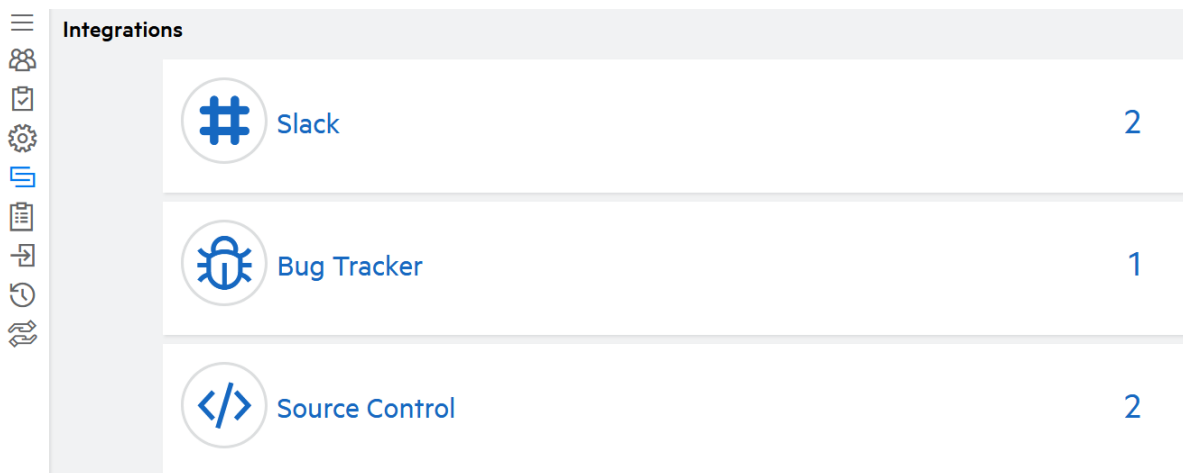 Integrations
Slack 2
Bug Tracker 1
Source Control 2